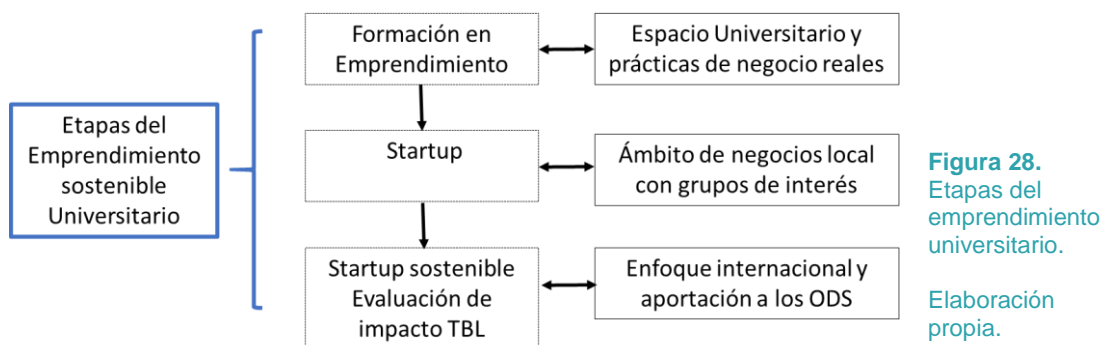 Etapas del
Emprendimiento
sostenible
Universitario
Formación en
Emprendimiento
Espacio Universitario y
prácticas de negocio reales
Startup
Ámbito de negocios local
con grupos de interés
Startup sostenible
Evaluación de
impacto TBL
Enfoque internacional y
aportación a los ODS
Figura 28.
Etapas del
emprendimiento
universitario.
Elaboración
propia.